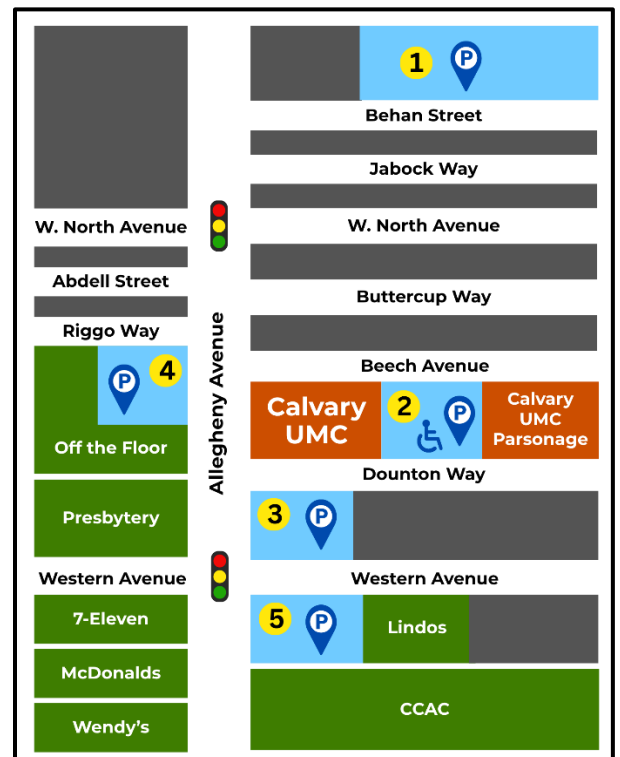 1 P
Behan Street
Jabock Way
W. North Avenue
W. North Avenue
Abdell Street
Buttercup Way
Riggo Way
Beech Avenue
Allegheny Avenue
P 4
Off the Floor
Calvary
UMC
2 P
Calvary
UMC
Parsonage
Dounton Way
Presbytery
3 P
Western Avenue
Western Avenue
7-Eleven
5 P
Lindos
McDonalds
Wendy's
CCAC